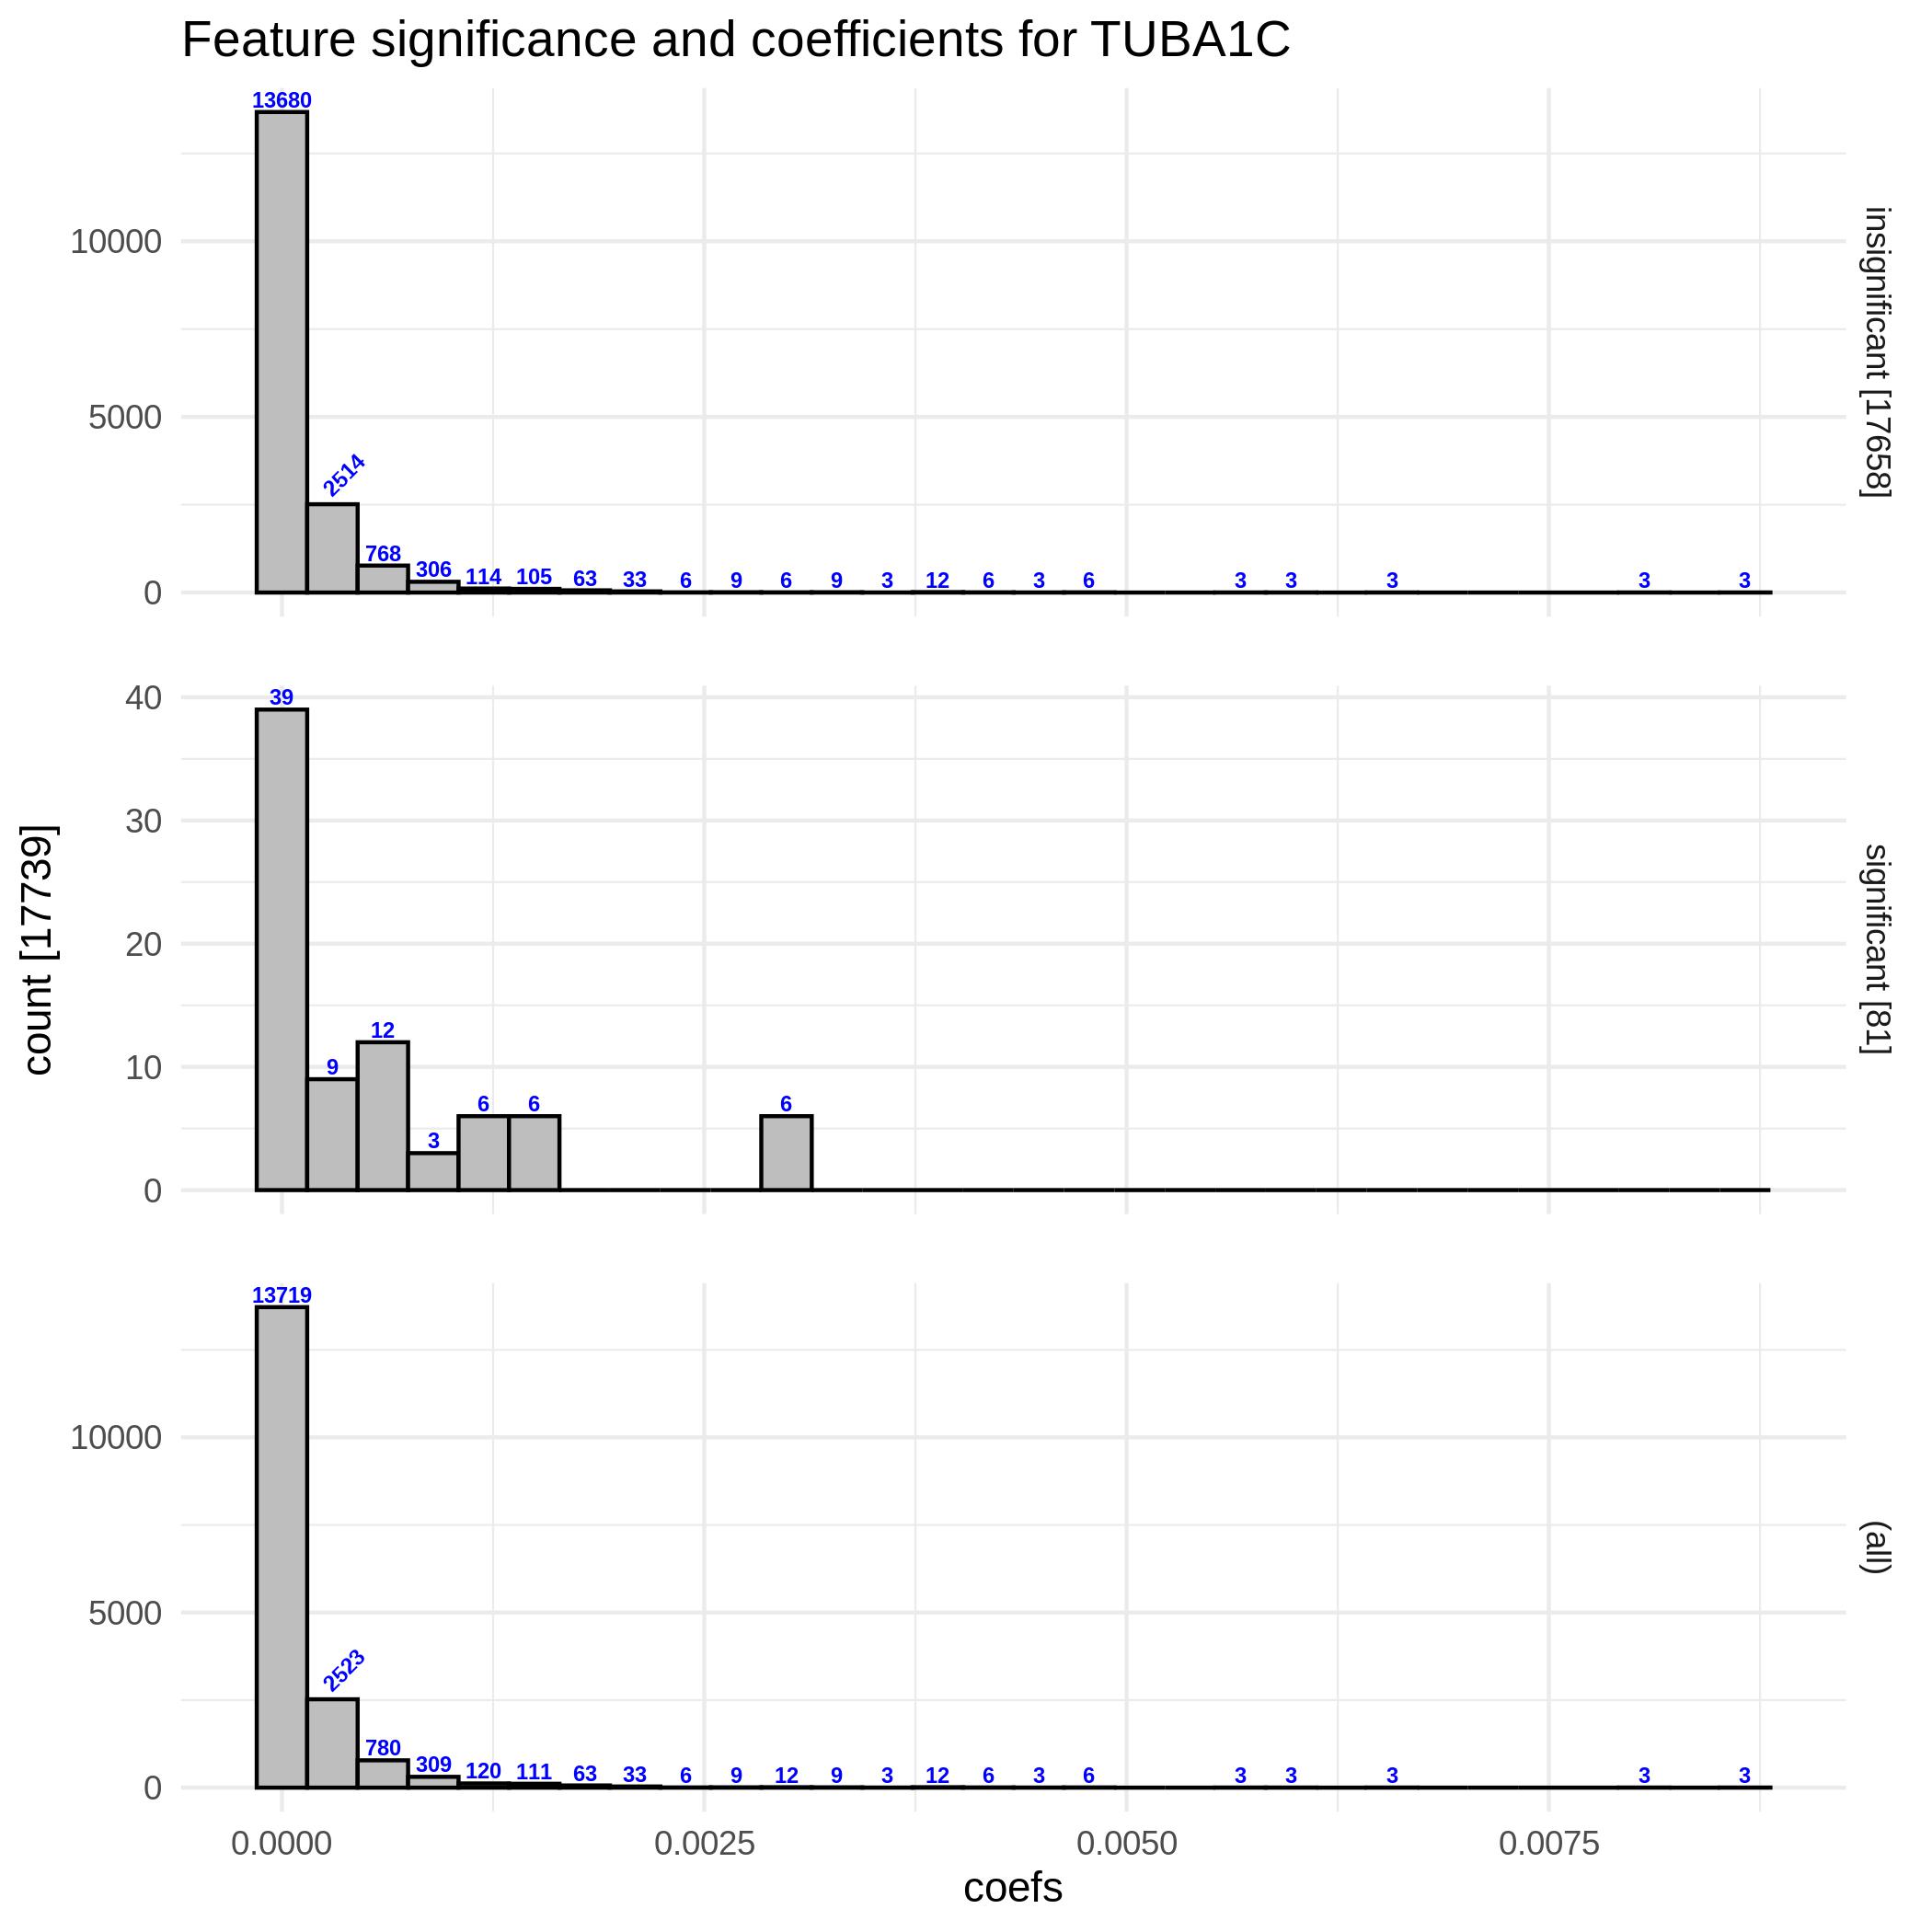 Feature significance and coefficients for TUBA1C
13680
2514
768 306 114 105 63 33 6 9 6 9 3 12 6 3 6 3 3 3 3 3
10000
5000
0
insignificant [17658]
count [17739]
39
9
12
3
6
6
6
40
30
20
10
0
significant [81]
13719
2523
780 309 120 111 63 33 6 9 12 9 3 12 6 3 6 3 3 3 3 3
10000
5000
0
(all)
0.0000 0.0025 0.0050 0.0075
coefs